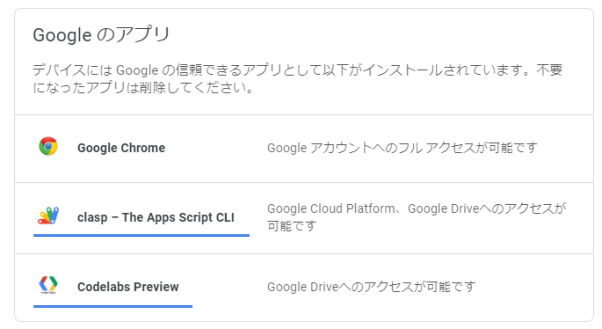 Google のアプリ
デバイスには Google の信頼できるアプリとして以下がインストールされています。不要
になったアプリは削除してください。
Google Chrome
Google アカウントへのフル アクセスが可能です
clasp – The Apps Script CLI
Google Cloud Platform、Google Driveへのアクセスが
可能です
Codelabs Preview
Google Driveへのアクセスが可能です